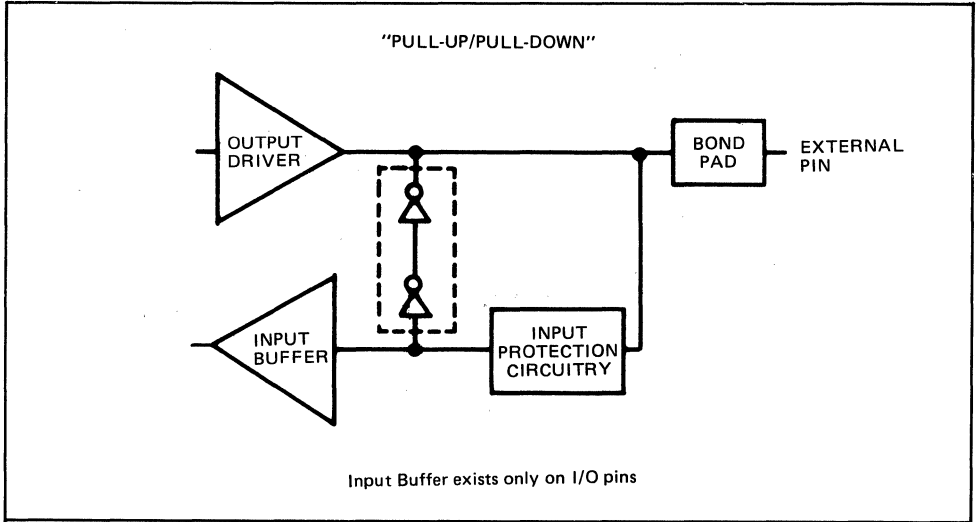 "PULL-UP/PULL-DOWN"
OUTPUT
DRIVER
BOND
PAD
EXTERNAL
PIN
INPUT
BUFFER
INPUT
PROTECTION
CIRCUITRY
Input Buffer exists only on I/O pins